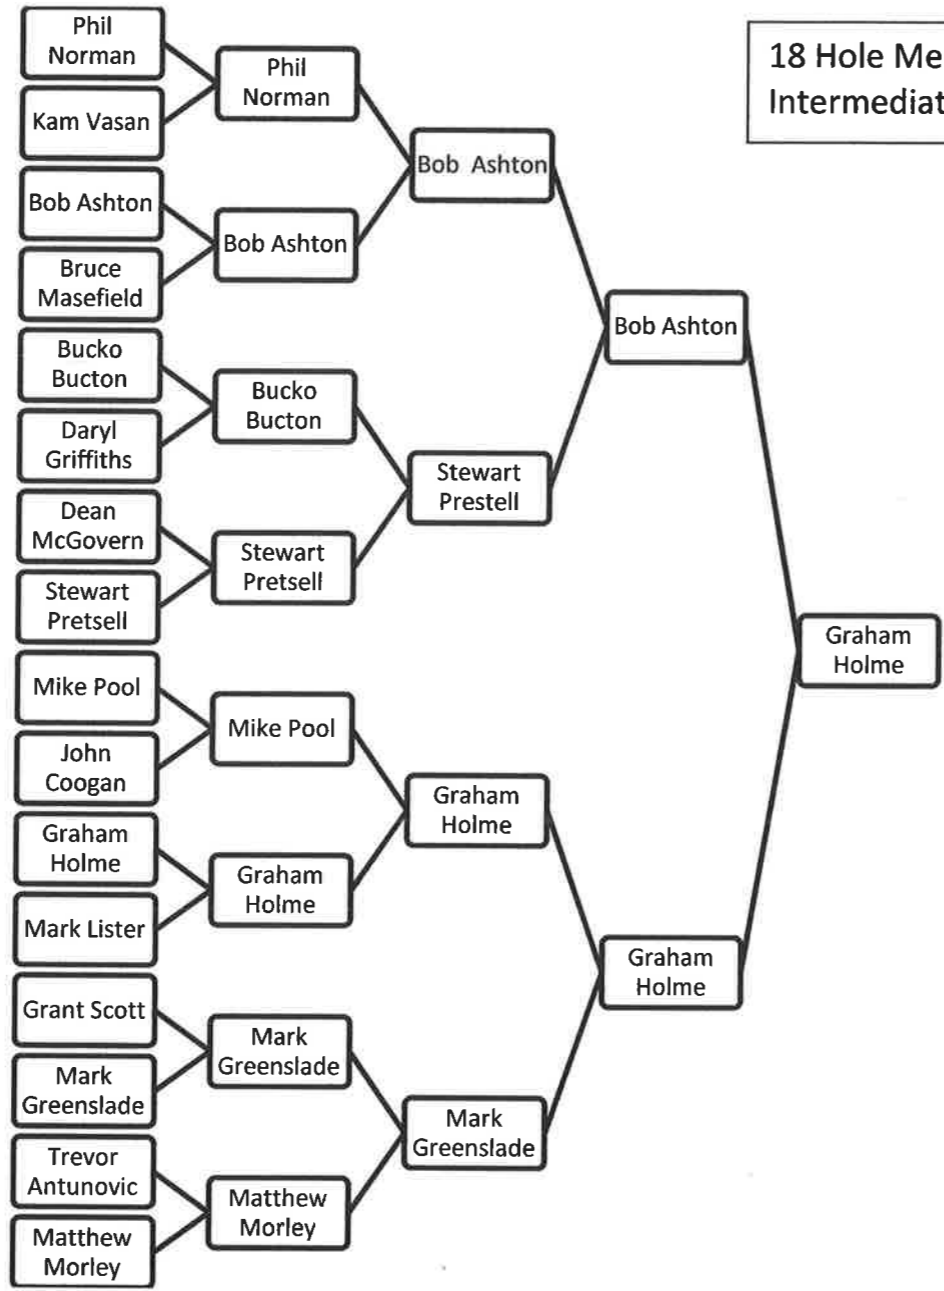 18 Hole Me
Intermediat
Phil
Norman
Kam Vasan
Bob Ashton
Bruce
Masefield
Bucko
Bucton
Daryl
Griffiths
Dean
McGovern
Stewart
Pretsell
Mike Pool
John
Coogan
Graham
Holme
Mark Lister
Grant Scott
Mark
Greenslade
Trevor
Antunovic
Matthew
Morley
Phil
Norman
Bob Ashton
Bucko
Bucton
Stewart
Pretsell
Mike Pool
Graham
Holme
Mark
Greenslade
Matthew
Morley
Bob Ashton
Stewart
Prestell
Graham
Holme
Mark
Greenslade
Bob Ashton
Graham
Holme
Graham
Holme